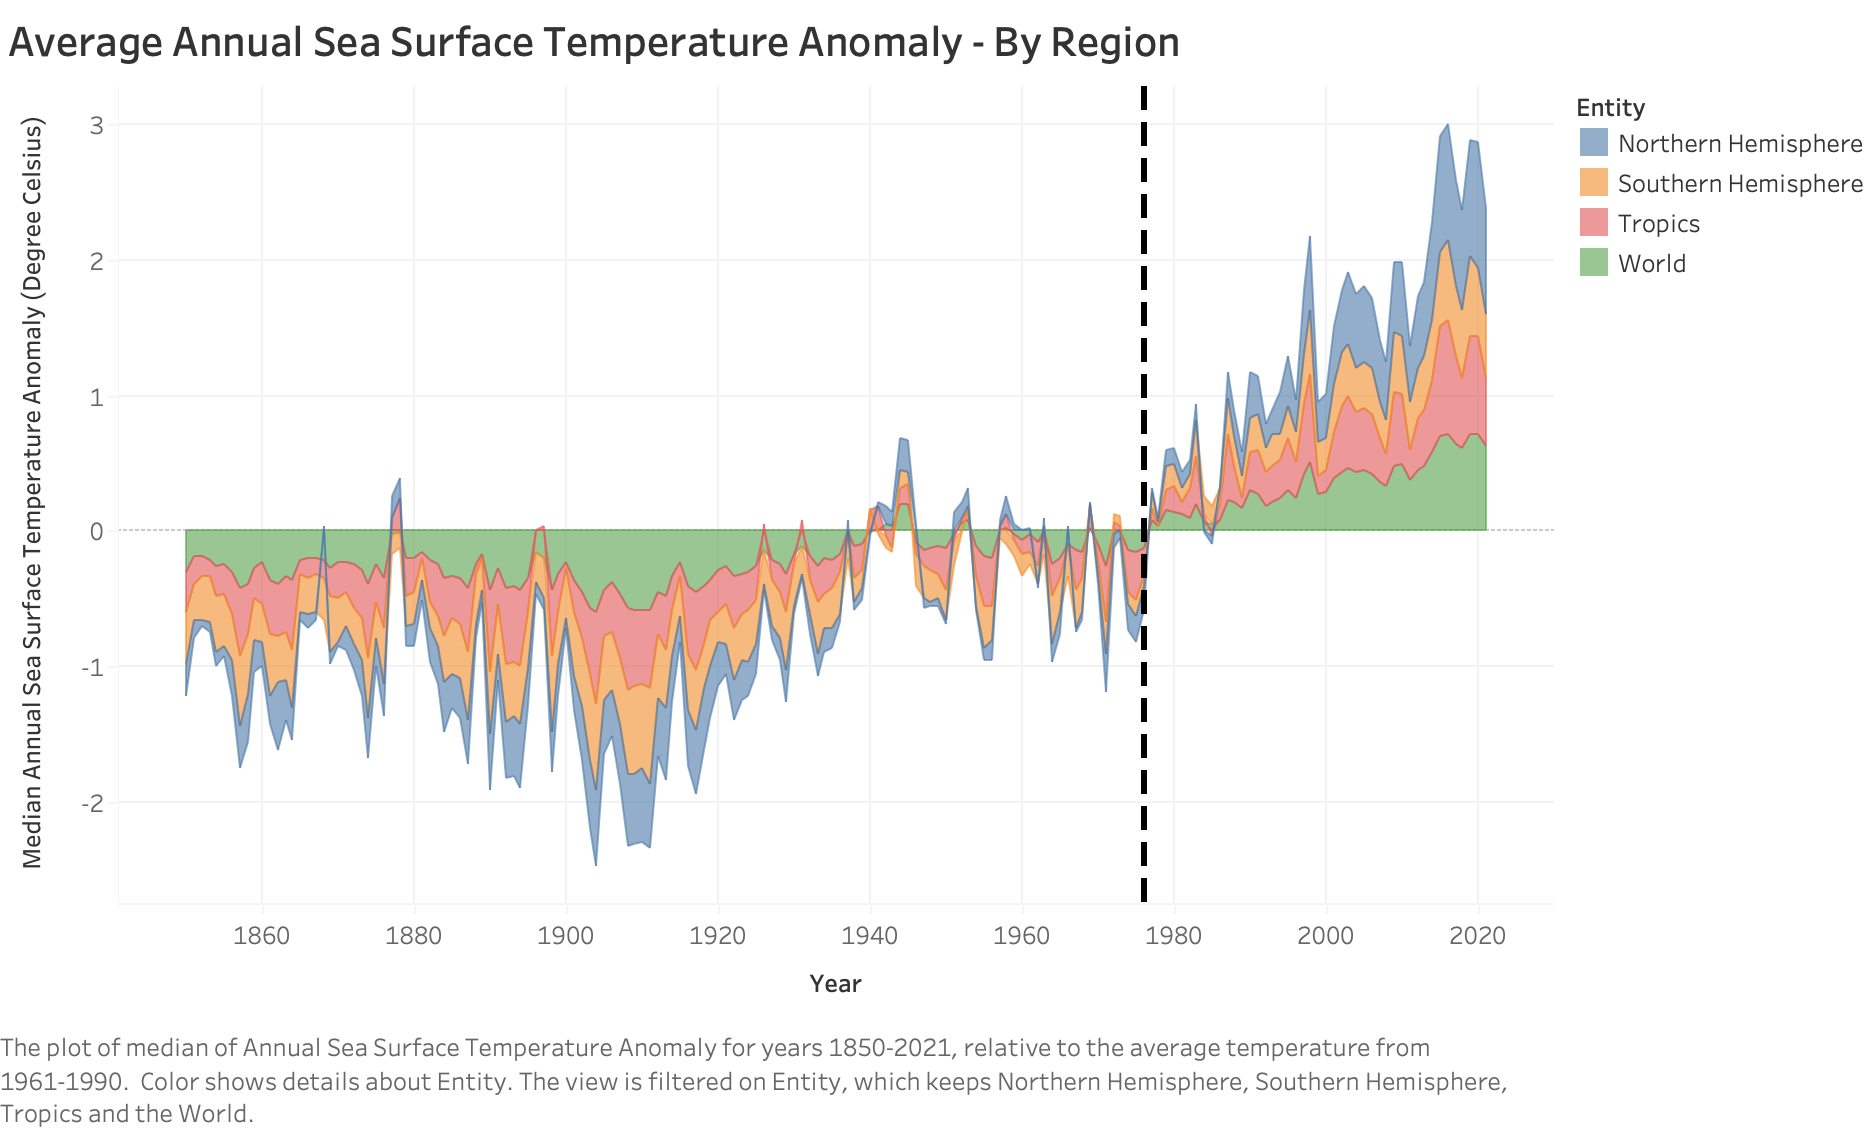 Average Annual Sea Surface Temperature Anomaly - By Region
Median Annual Sea Surface Temperature Anomaly (Degree Celsius)
3
2
1
0
-1
-2
1860
1880
1900
1920
1940
1960
1980
2000
2020
Year
Entity
Northern Hemisphere
Southern Hemisphere
Tropics
World
The plot of median of Annual Sea Surface Temperature Anomaly for years 1850-2021, relative to the average temperature from
1961-1990.  Color shows details about Entity. The view is filtered on Entity, which keeps Northern Hemisphere, Southern Hemisphere,
Tropics and the World.